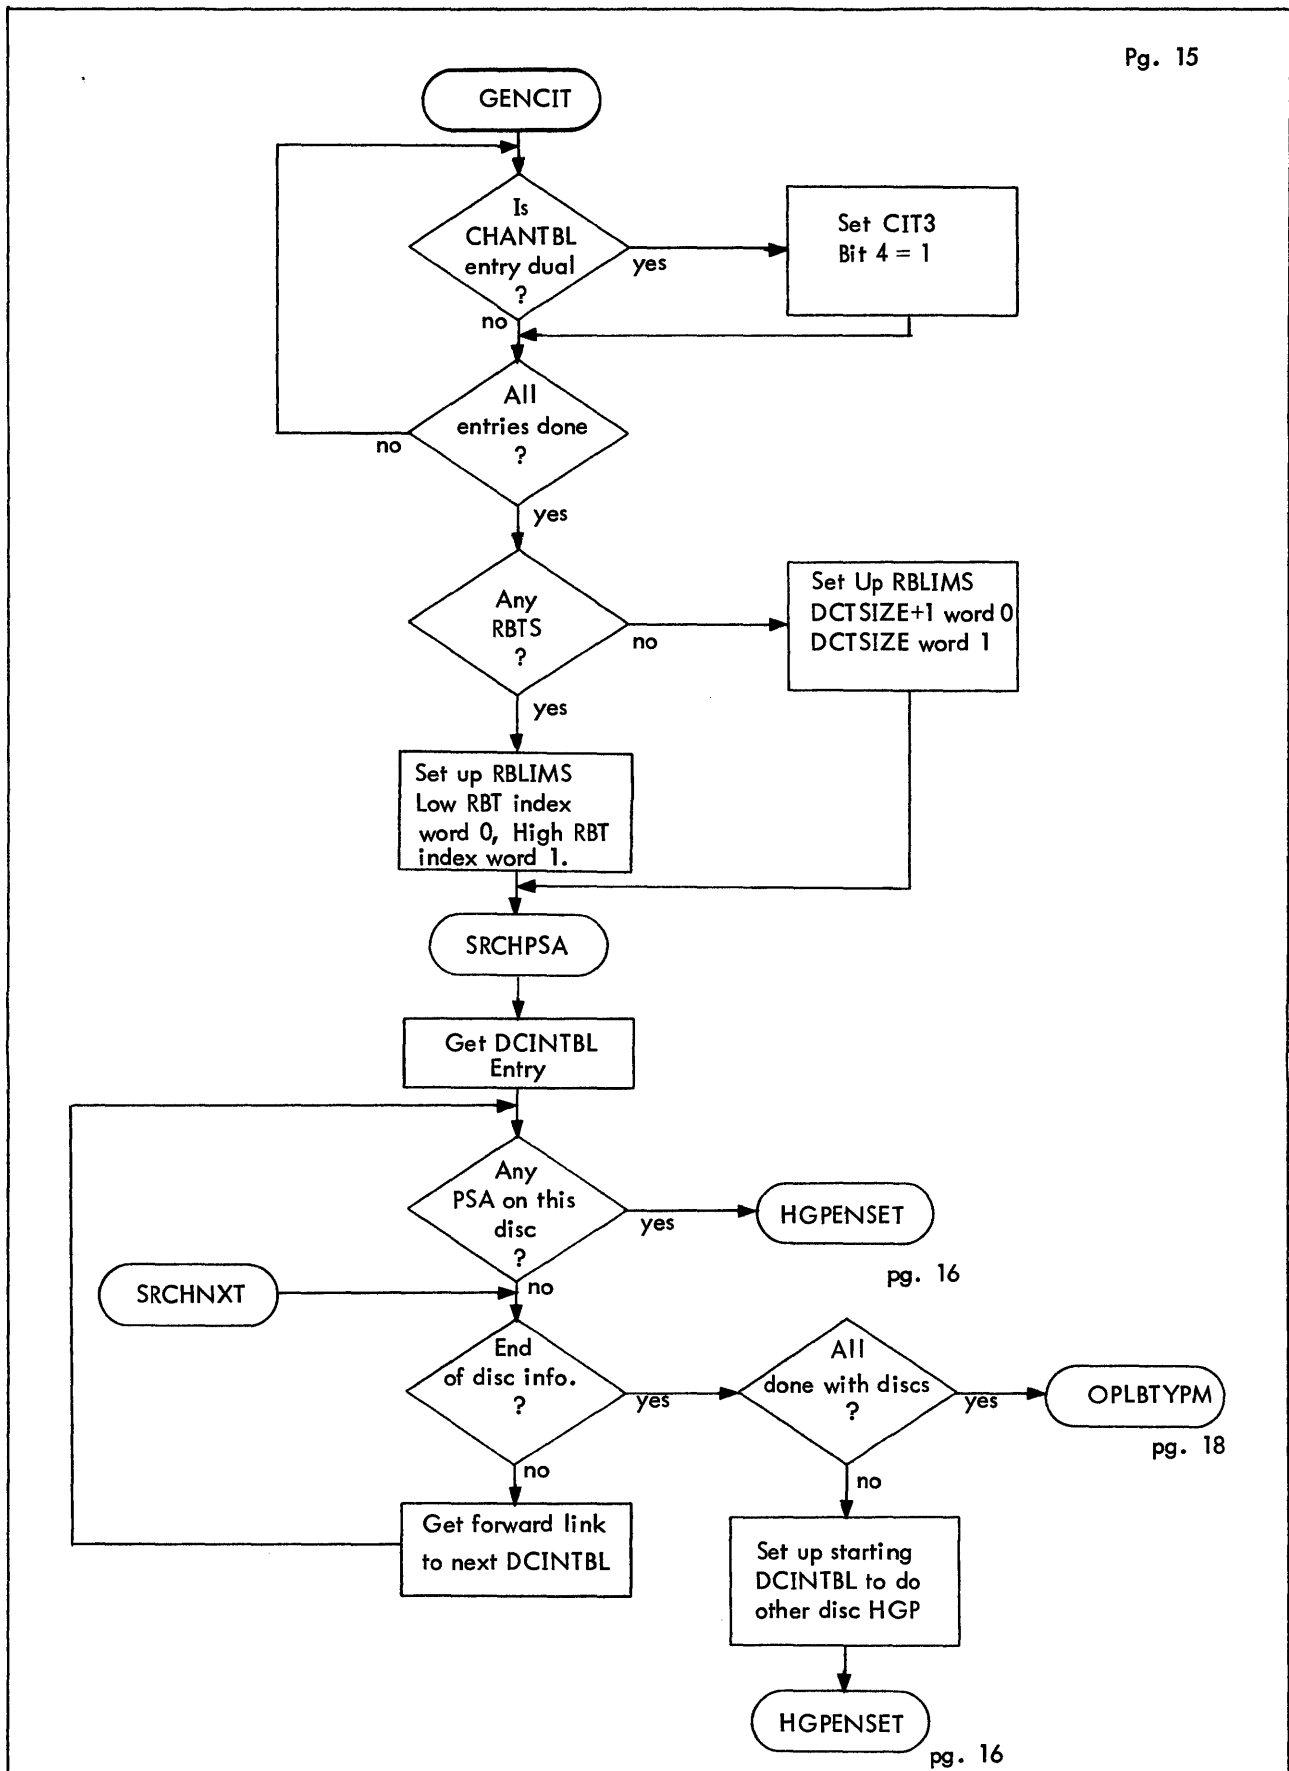 Pg. 15
GENCIT
Is
CHANTBL
entry dual
?
yes
no
Set CIT3
Bit 4 = 1
All
entries done
?
no
yes
Any
RBTS
?
no
yes
Set Up RBLIMS
DCTSIZE+1 word 0
DCTSIZE word 1
Set up RBLIMS
Low RBT index
word 0, High RBT
index word 1.
SRCHPSA
Get DCINTBL
Entry
Any
PSA on this
disc
?
yes
no
HGPENSET
pg. 16
SRCHNXT
End
of disc info.
?
yes
no
All
done with discs
?
yes
no
OPLBTYPM
pg. 18
Get forward link
to next DCINTBL
Set up starting
DCINTBL to do
other disc HGP
HGPENSET
pg. 16